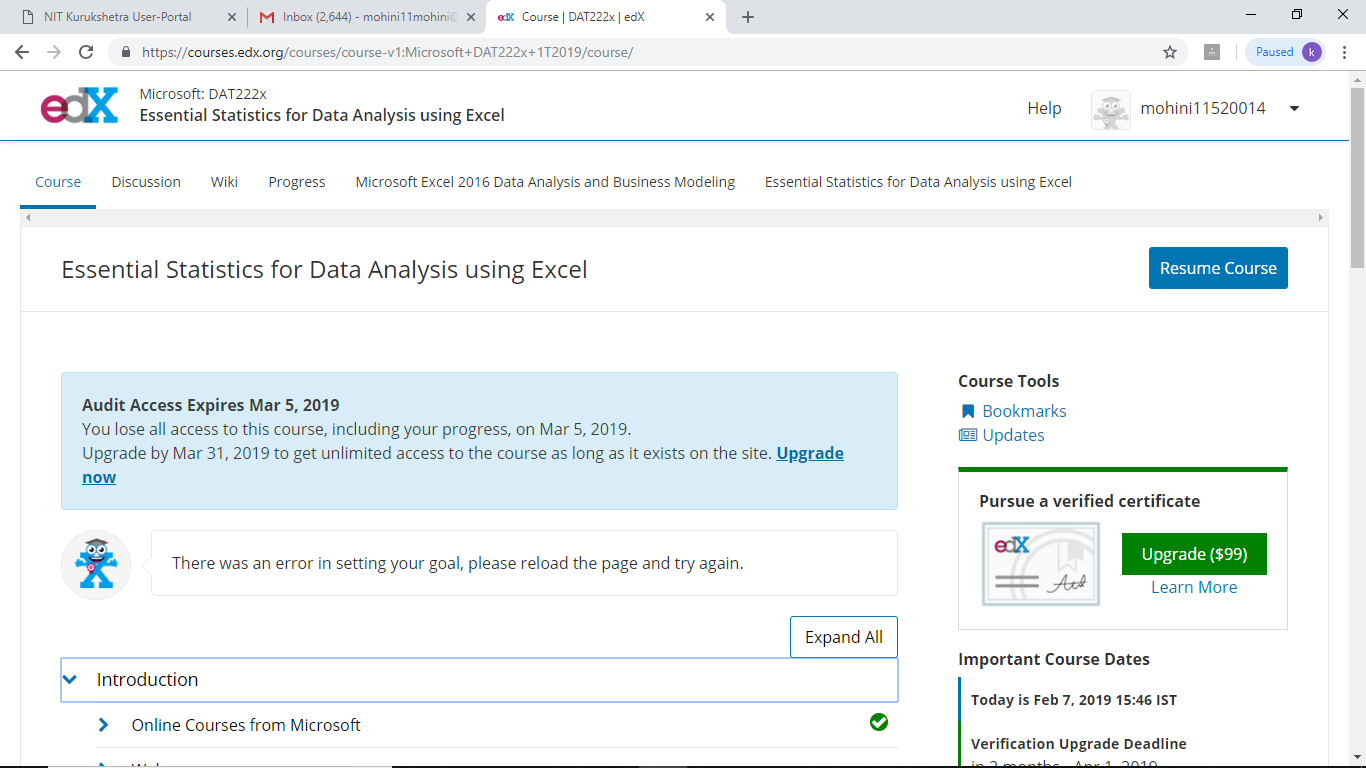 NIT Kurukshetra User-Portal
Inbox (2,644) - mohini11mohini@
edX Course | DAT222x | edX
https://courses.edx.org/courses/course-v1:Microsoft+DAT222x+1T2019/course/
Paused k
edX
Microsoft: DAT222x
Essential Statistics for Data Analysis using Excel
Help
mohini11520014
Course Discussion Wiki Progress Microsoft Excel 2016 Data Analysis and Business Modeling Essential Statistics for Data Analysis using Excel
Essential Statistics for Data Analysis using Excel
Resume Course
Audit Access Expires Mar 5, 2019
You lose all access to this course, including your progress, on Mar 5, 2019.
Upgrade by Mar 31, 2019 to get unlimited access to the course as long as it exists on the site. Upgrade
now
There was an error in setting your goal, please reload the page and try again.
Expand All
Introduction
Online Courses from Microsoft
Course Tools
Bookmarks
Updates
Pursue a verified certificate
edX
Upgrade ($99)
Learn More
Important Course Dates
Today is Feb 7, 2019 15:46 IST
Verification Upgrade Deadline
in 2 months - Apr 1, 2019